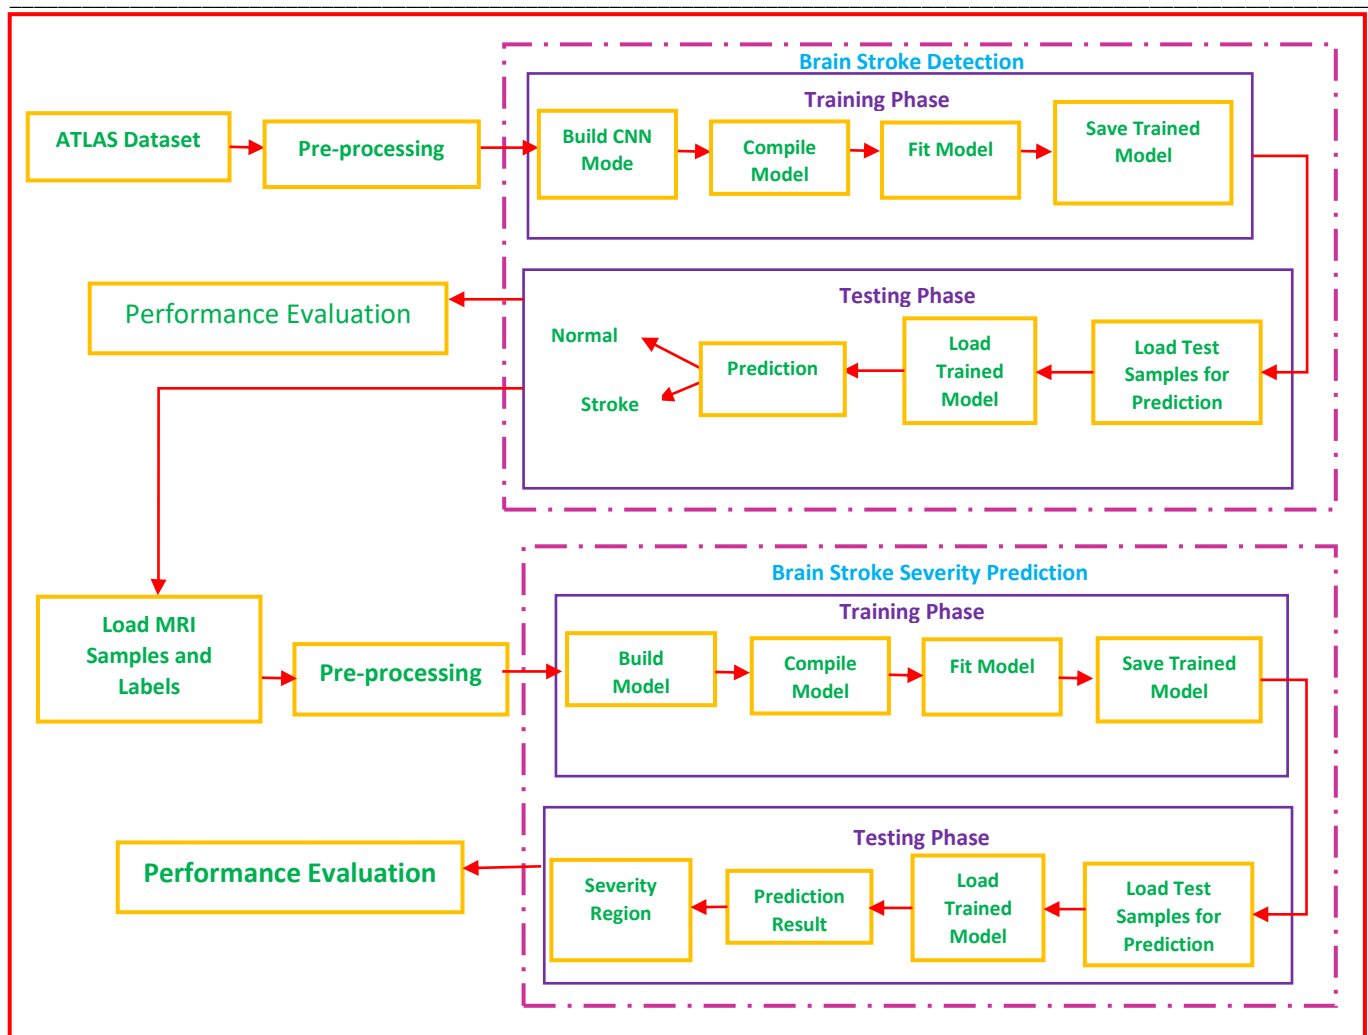 Brain Stroke Detection
Training Phase
ATLAS Dataset
Pre-processing
Build CNN
Mode
Compile
Model
Fit Model
Save Trained
Model
Testing Phase
Performance Evaluation
Normal
Stroke
Prediction
Load
Trained
Model
Load Test
Samples for
Prediction
Brain Stroke Severity Prediction
Training Phase
Load MRI
Samples and
Labels
Pre-processing
Build
Model
Compile
Model
Fit Model
Save Trained
Model
Testing Phase
Performance Evaluation
Severity
Region
Prediction
Result
Load
Trained
Model
Load Test
Samples for
Prediction